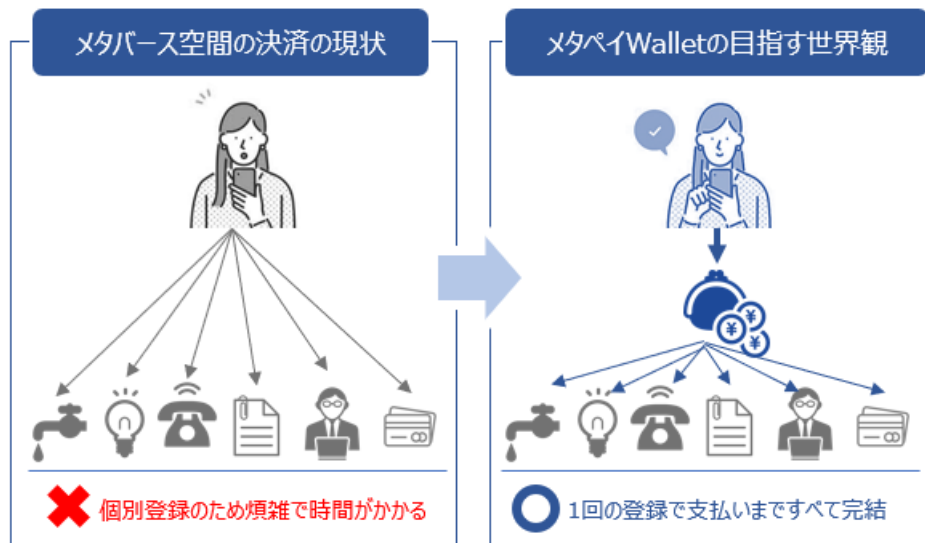 メタバース空間の決済の現状
メタペイWalletの目指す世界観
¥
¥
¥
個別登録のため煩雑で時間がかかる
1回の登録で支払いまですべて完結